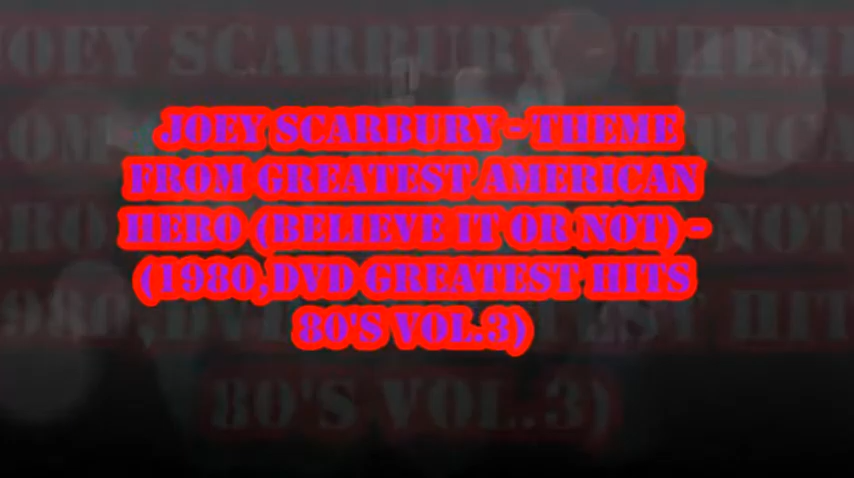 JOEY SCARBURY - THEME
FROM GREATEST AMERICAN
HERO (BELIEVE IT OR NOT) -
(1980,DVD GREATEST HITS
80'S VOL.3)